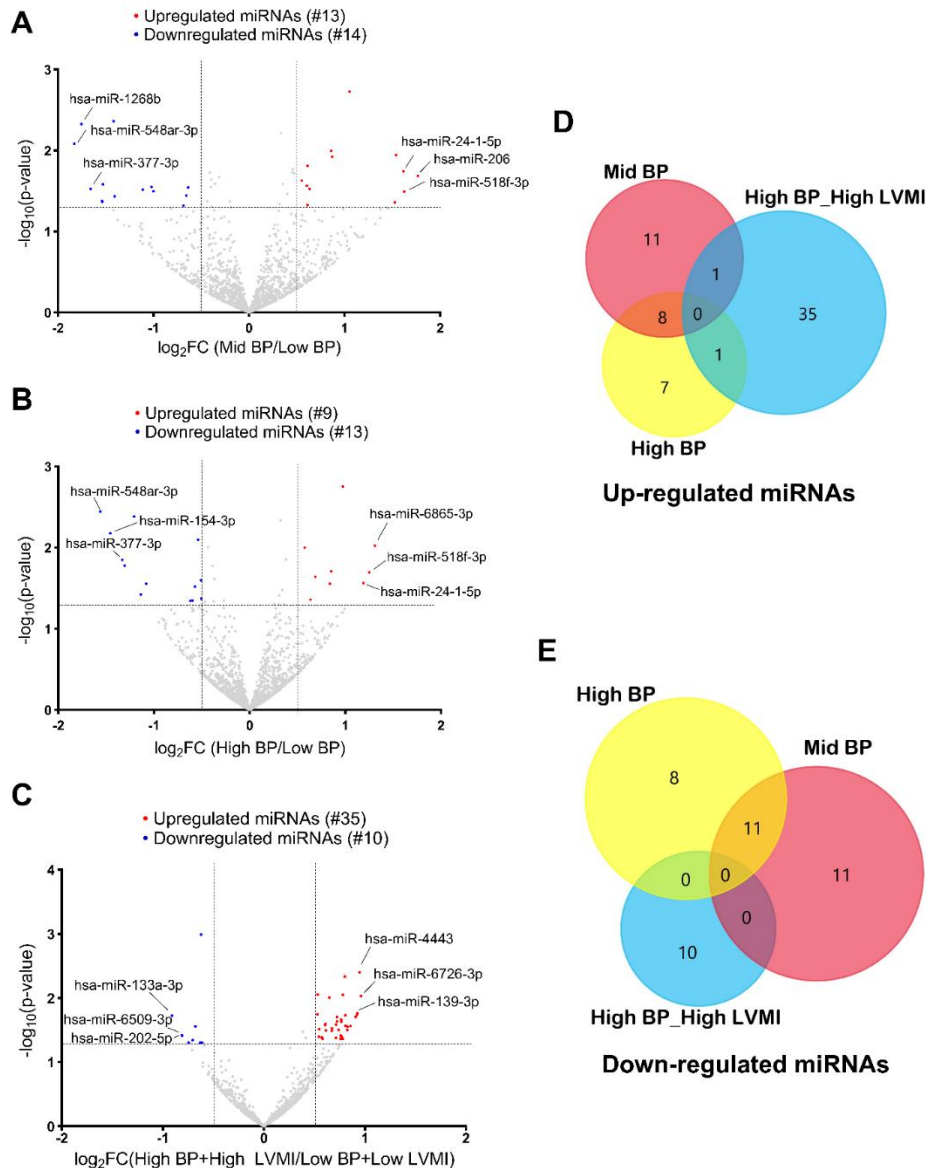 A
• Upregulated miRNAs (#13)
• Downregulated miRNAs (#14)
3
2
1
0
-2
-1
0
1
2
-log10(p-value)
hsa-miR-1268b
hsa-miR-548ar-3p
hsa-miR-377-3p
hsa-miR-24-1-5p
hsa-miR-206
hsa-miR-518f-3p
log2FC (Mid BP/Low BP)
B
• Upregulated miRNAs (#9)
• Downregulated miRNAs (#13)
3
2
1
0
-2
-1
0
1
2
-log10(p-value)
hsa-miR-548ar-3p
hsa-miR-154-3p
hsa-miR-377-3p
hsa-miR-6865-3p
hsa-miR-518f-3p
hsa-miR-24-1-5p
log2FC (High BP/Low BP)
C
• Upregulated miRNAs (#35)
• Downregulated miRNAs (#10)
4
3
2
1
0
-2
-1
0
1
2
-log10(p-value)
hsa-miR-133a-3p
hsa-miR-6509-3p
hsa-miR-202-5p
hsa-miR-4443
hsa-miR-6726-3p
hsa-miR-139-3p
log2FC(High BP+High LVMI/Low BP+Low LVMI)
D
Mid BP
High BP_High LVMI
11
1
8
0
35
1
7
High BP
Up-regulated miRNAs
E
High BP
Mid BP
8
11
0
0
11
0
10
High BP_High LVMI
Down-regulated miRNAs